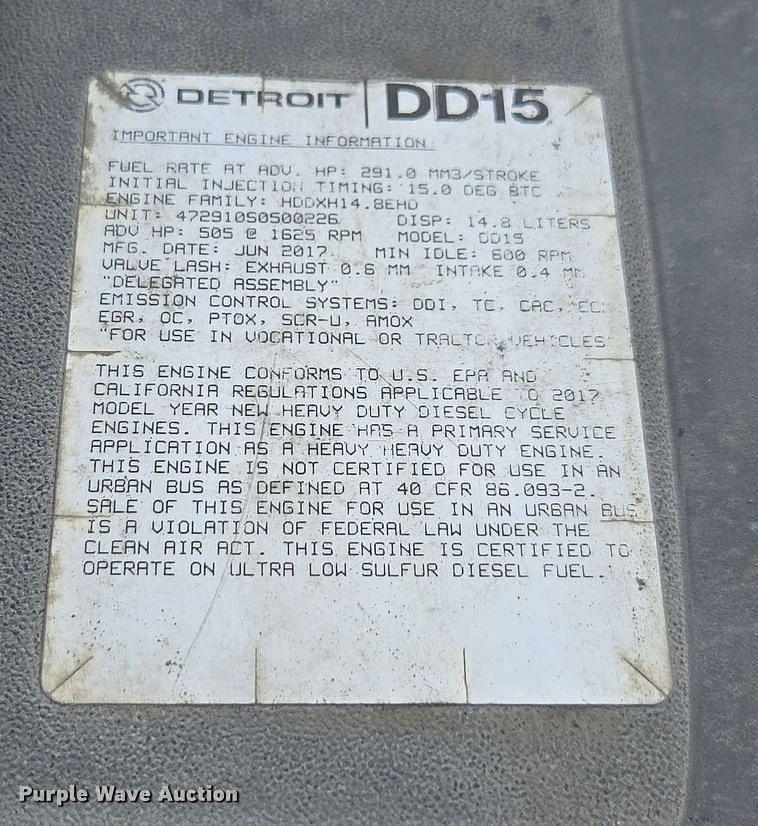 DETROIT | DD15
IMPORTANT ENGINE INFORMATION
FUEL RATE AT ADV. HP: 291.0 MM3/STROKE
INITIAL INJECTION TIMING: 15.0 DEG BTC
ENGINE FAMILY: HDDXH14.8EHD
UNIT: 472910S0500226 DISP: 14.8 LITERS
ADV HP: 505 @ 1625 RPM MODEL: DD15
MFG. DATE: JUN 2017 MIN IDLE: 600 RPM
VALVE LASH: EXHAUST 0.6 MM INTAKE 0.4 MM
"DELEGATED ASSEMBLY"
EMISSION CONTROL SYSTEMS: DDI, TC, CAC,
EGR, OC, PTOX, SCR-U, AMOX
"FOR USE IN VOCATIONAL OR TRACTOR VEHICLES"
THIS ENGINE CONFORMS TO U.S. EPA AND
CALIFORNIA REGULATIONS APPLICABLE TO 2017
MODEL YEAR NEW HEAVY DUTY DIESEL CYCLE
ENGINES. THIS ENGINE HAS A PRIMARY SERVICE
APPLICATION AS A HEAVY HEAVY DUTY ENGINE.
THIS ENGINE IS NOT CERTIFIED FOR USE IN AN
URBAN BUS AS DEFINED AT 40 CFR 86.093-2.
SALE OF THIS ENGINE FOR USE IN AN URBAN BUS
IS A VIOLATION OF FEDERAL LAW UNDER THE
CLEAN AIR ACT. THIS ENGINE IS CERTIFIED TO
OPERATE ON ULTRA LOW SULFUR DIESEL FUEL.
Purple Wave Auction